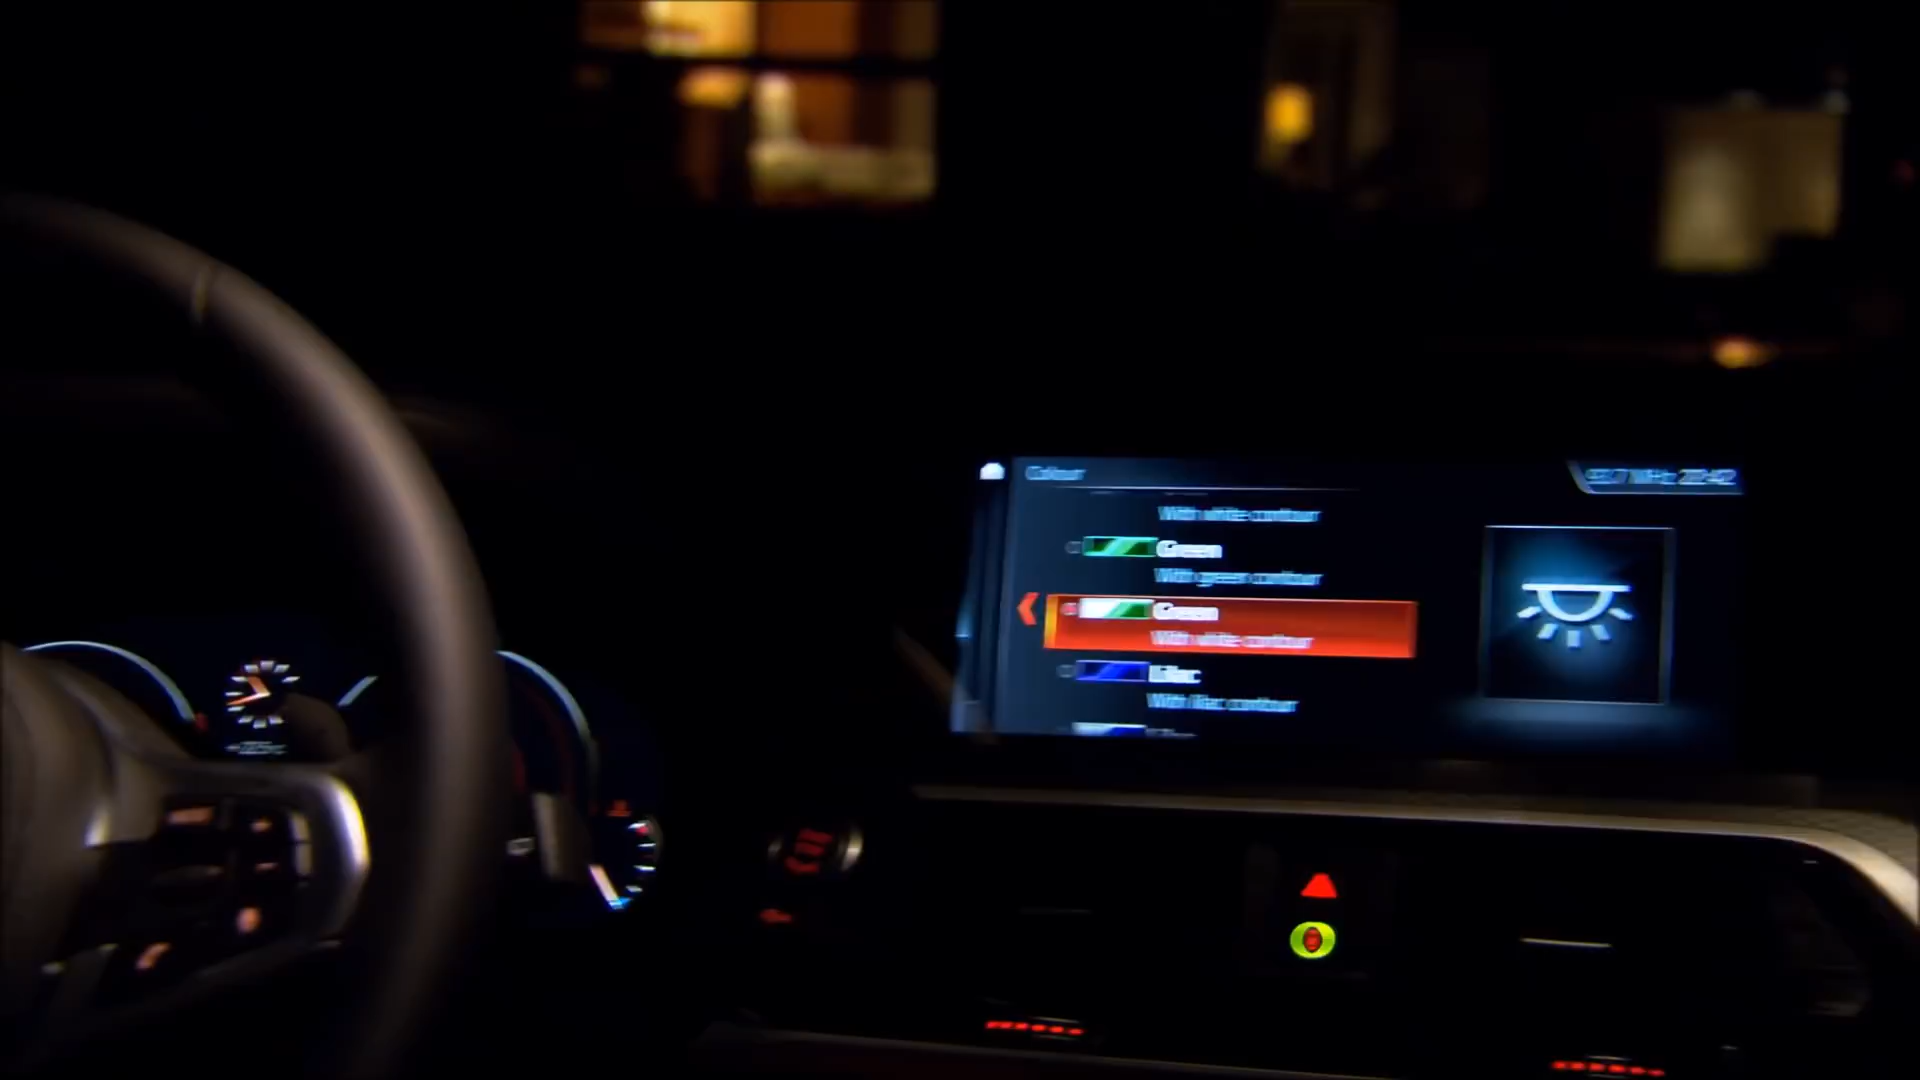 Colour
With white contour
Green
With green contour
Green
With white contour
Lilac
With lilac contour